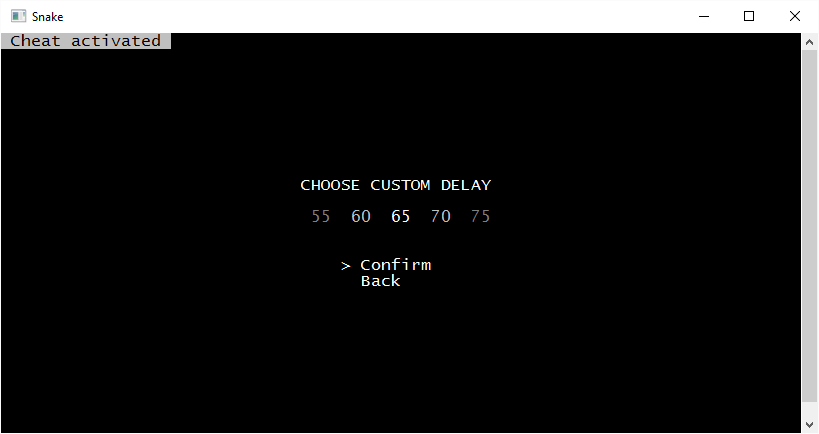 Snake
Cheat activated
CHOOSE CUSTOM DELAY
55 60 65 70 75
> Confirm
Back